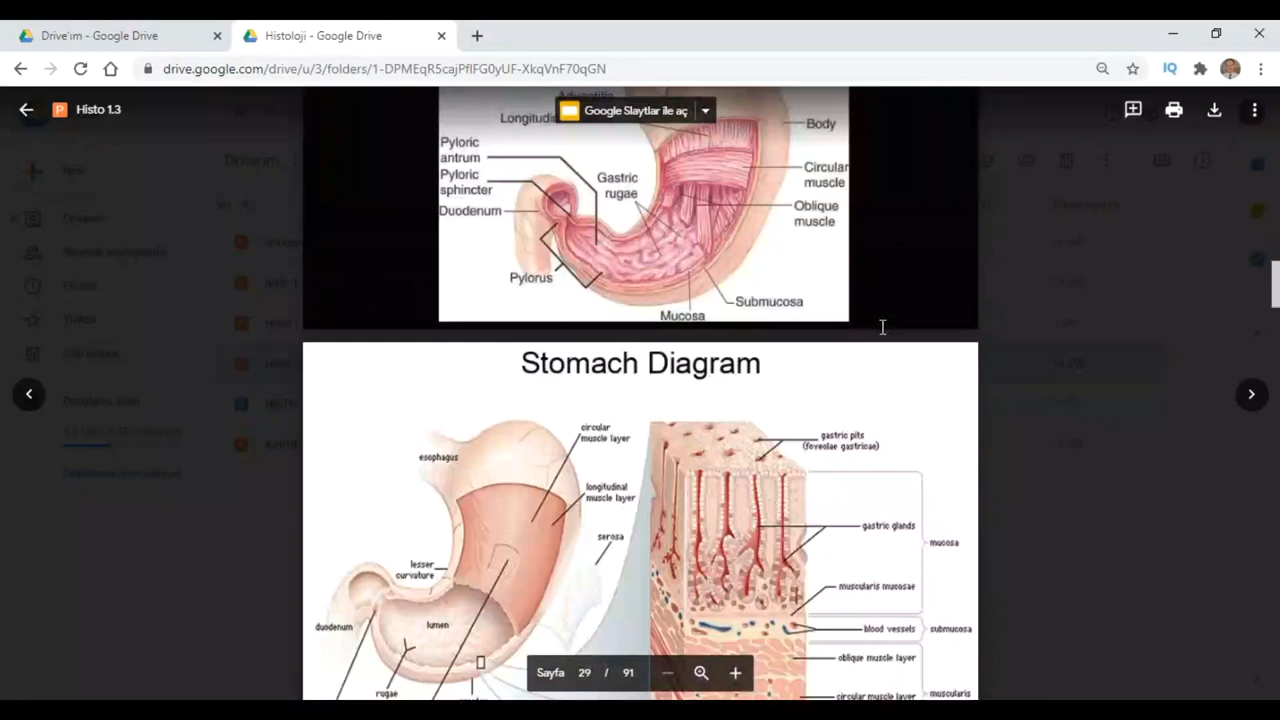 Drive'ım - Google Drive
Histoloji - Google Drive
drive.google.com/drive/u/3/folders/1-DPMEqR5cajPflFG0yUF-XkqVnF70qGN
IQ
P Histo 1.3
Google Slaytlar ile aç
Body
Pyloric
antrum
Pyloric
sphincter
Duodenum
Gastric
rugae
Circular
muscle
Oblique
muscle
Pylorus
Submucosa
Mucosa
Stomach Diagram
circular
muscle layer
esophagus
longitudinal
muscle layer
serosa
lesser
curvature
lumen
duodenum
rugae
gastric pits
(foveolae gastricae)
gastric glands
mucosa
muscularis mucosae
blood vessels
submucosa
oblique muscle layer
circular muscle layer
muscularis
Sayfa 29 / 91